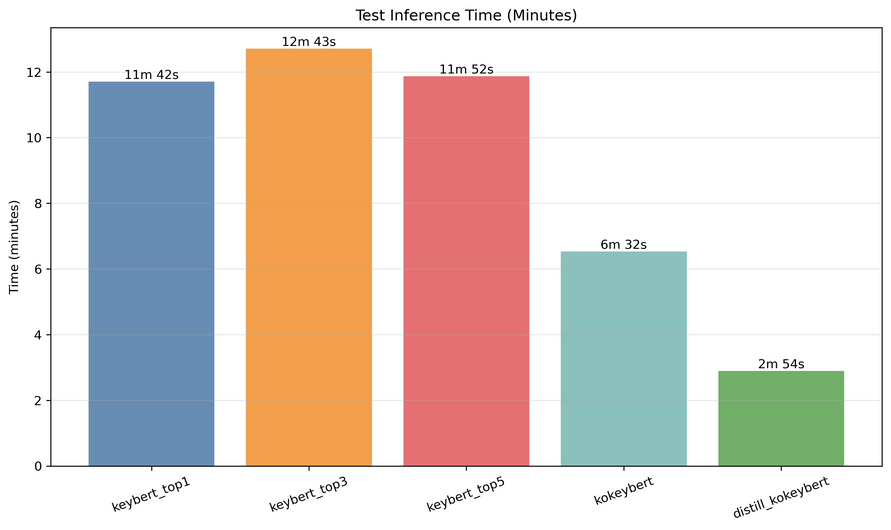 Test Inference Time (Minutes)
12m 43s
11m 42s
11m 52s
6m 32s
2m 54s
Time (minutes)
12
10
8
6
4
2
0
keybert_top1
keybert_top3
keybert_top5
kokeybert
distill_kokeybert